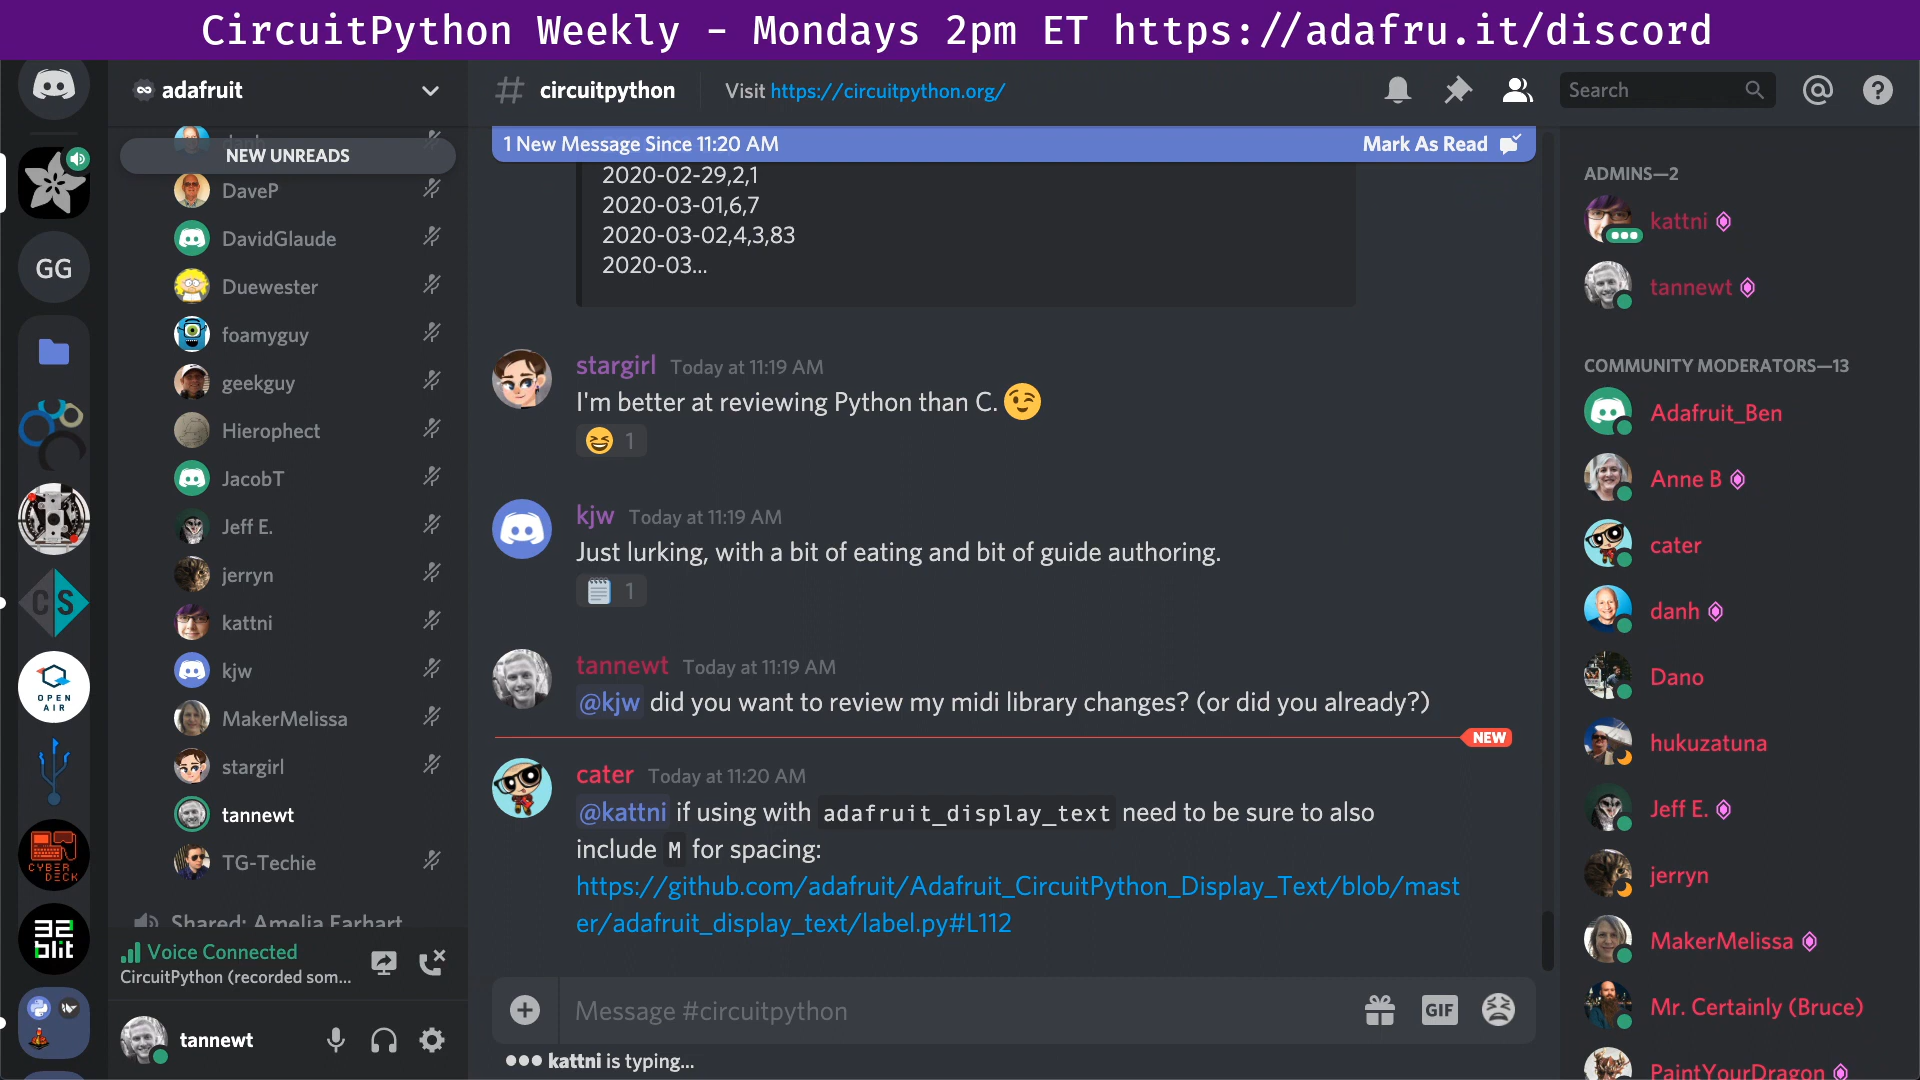 CircuitPython Weekly - Mondays 2pm ET https://adafru.it/discord
adafruit
circuitpython
Visit https://circuitpython.org/
Search
danh
NEW UNREADS
DaveP
DavidGlaude
Duewester
foamyguy
geekguy
Hierophect
JacobT
Jeff E.
jerryn
kattni
kjw
MakerMelissa
stargirl
tannewt
TG-Techie
Shared: Amelia Earhart
Voice Connected
CircuitPython (recorded som...
tannewt
GG
CS
OPEN
AIR
CYBER
DECK
32
blit
1 New Message Since 11:20 AM
Mark As Read
2020-02-29,2,1
2020-03-01,6,7
2020-03-02,4,3,83
2020-03...
stargirl Today at 11:19 AM
I'm better at reviewing Python than C. 😉
😆 1
kjw Today at 11:19 AM
Just lurking, with a bit of eating and bit of guide authoring.
1
tannewt Today at 11:19 AM
@kjw did you want to review my midi library changes? (or did you already?)
NEW
cater Today at 11:20 AM
@kattni if using with adafruit_display_text need to be sure to also
include M for spacing:
https://github.com/adafruit/Adafruit_CircuitPython_Display_Text/blob/mast
er/adafruit_display_text/label.py#L112
Message #circuitpython
GIF
kattni is typing...
ADMINS—2
kattni
tannewt
COMMUNITY MODERATORS—13
Adafruit_Ben
Anne B
cater
danh
Dano
hukuzatuna
Jeff E.
jerryn
MakerMelissa
Mr. Certainly (Bruce)
PaintYourDragon